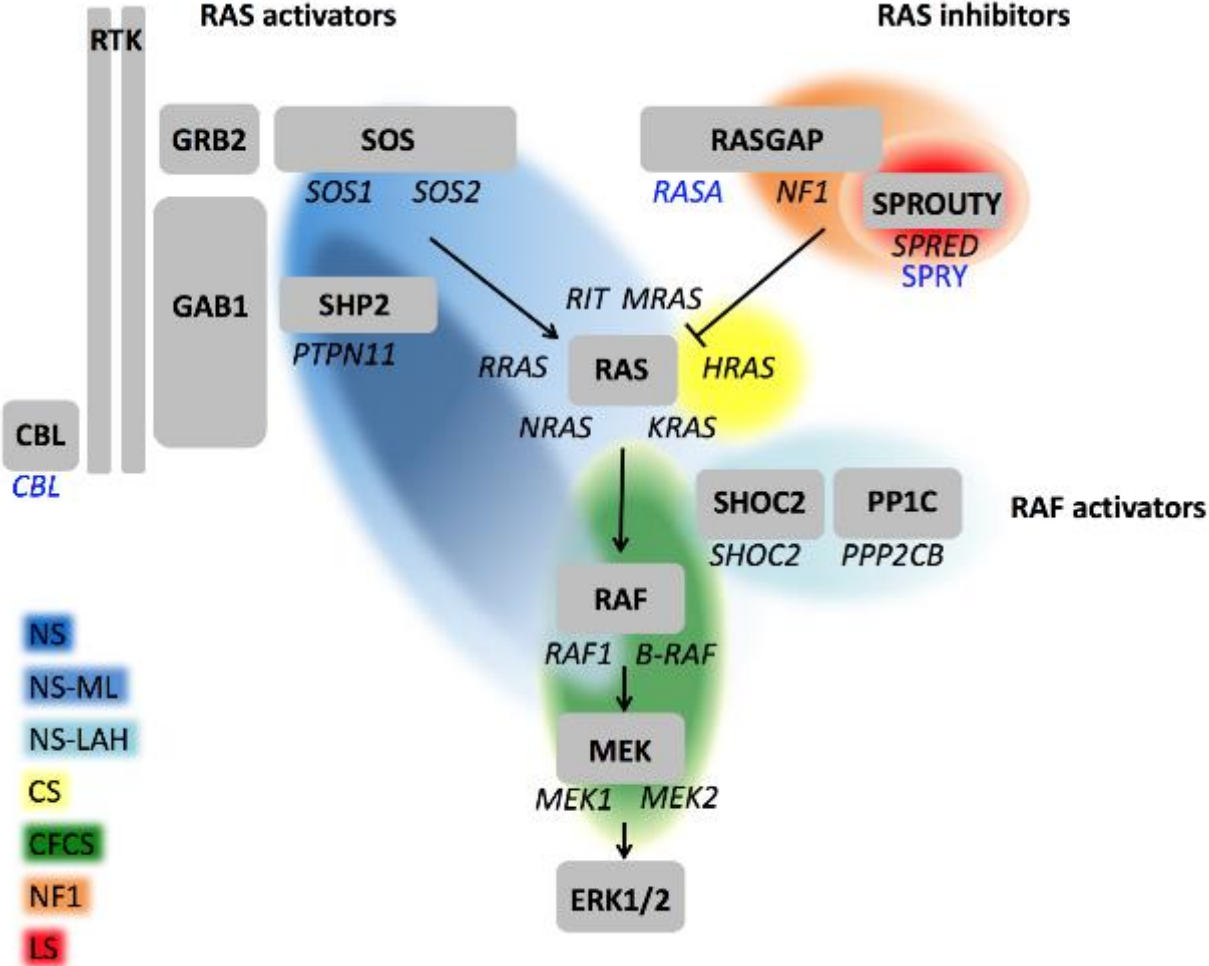 RAS activators
RAS inhibitors
RTK
GRB2
SOS
RASGAP
SOS1 SOS2
RASA NF1
SPROUTY
SPRED
SPRY
GAB1
SHP2
PTPN11
RIT MRAS
RRAS
RAS
HRAS
NRAS KRAS
CBL
CBL
SHOC2
PP1C
RAF activators
SHOC2 PPP2CB
RAF
RAF1 B-RAF
MEK
MEK1 MEK2
ERK1/2
NS
NS-ML
NS-LAH
CS
CFCS
NF1
LS